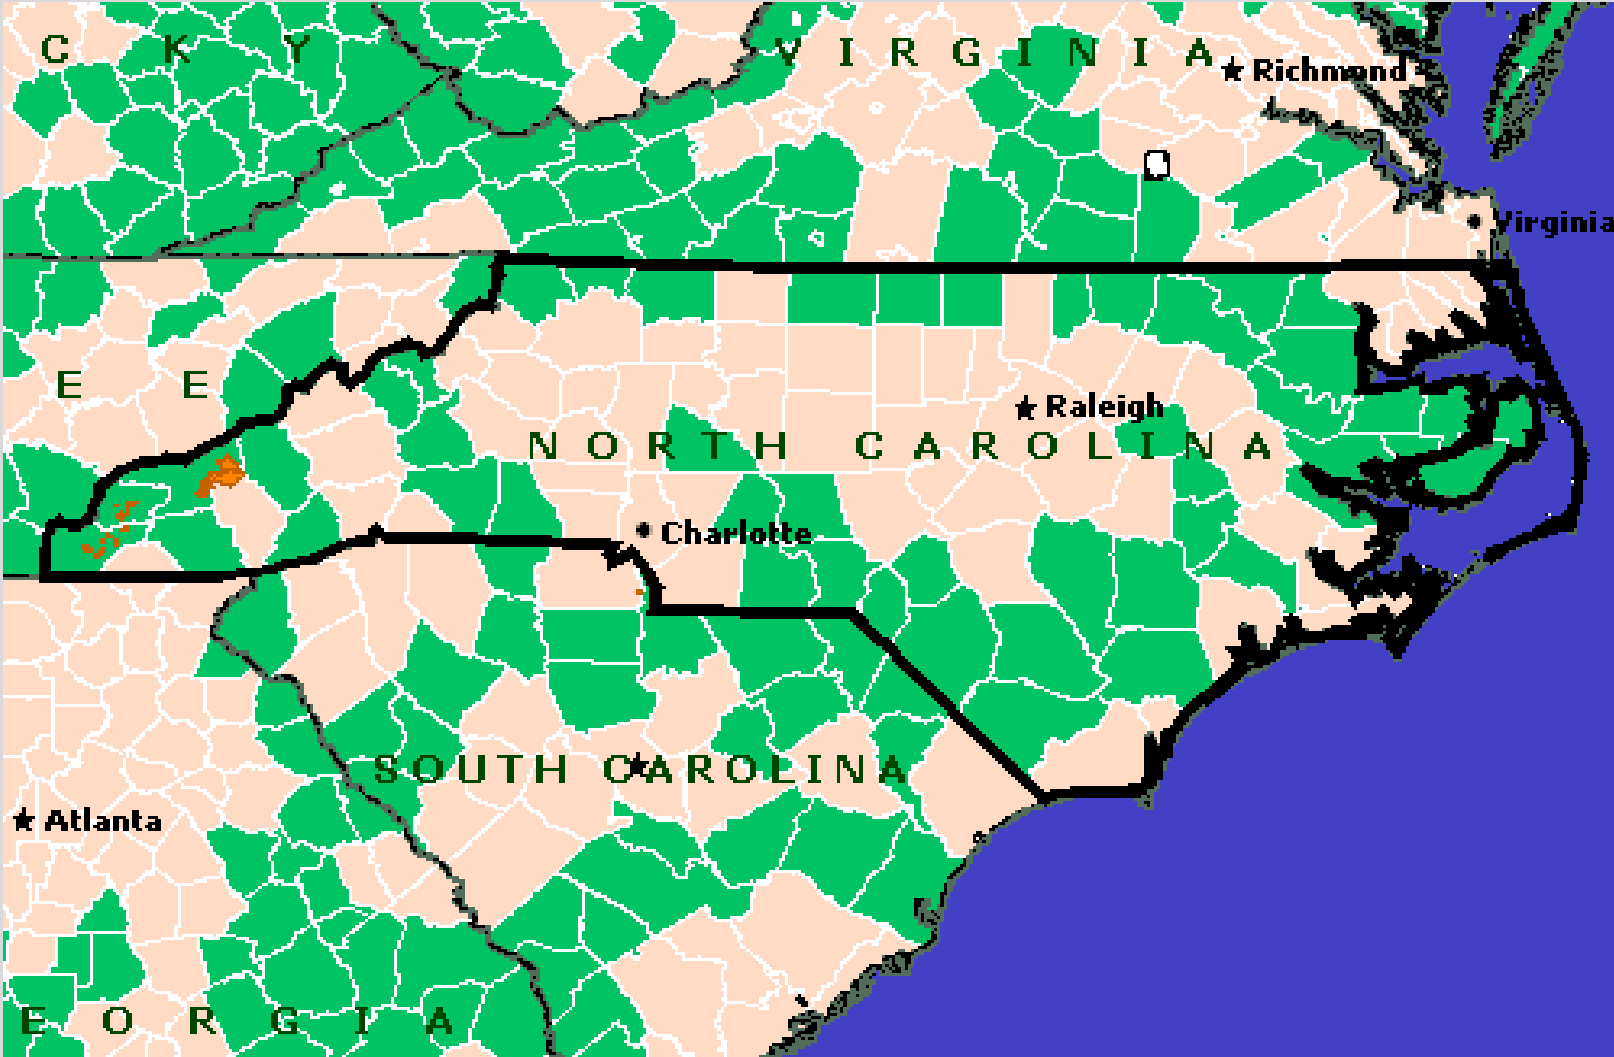 C K Y
V I R G I N I A
Richmond
Virginia
E E
Raleigh
N O R T H C A R O L I N A
Charlotte
S O U T H C A R O L I N A
Atlanta
E O R G I A